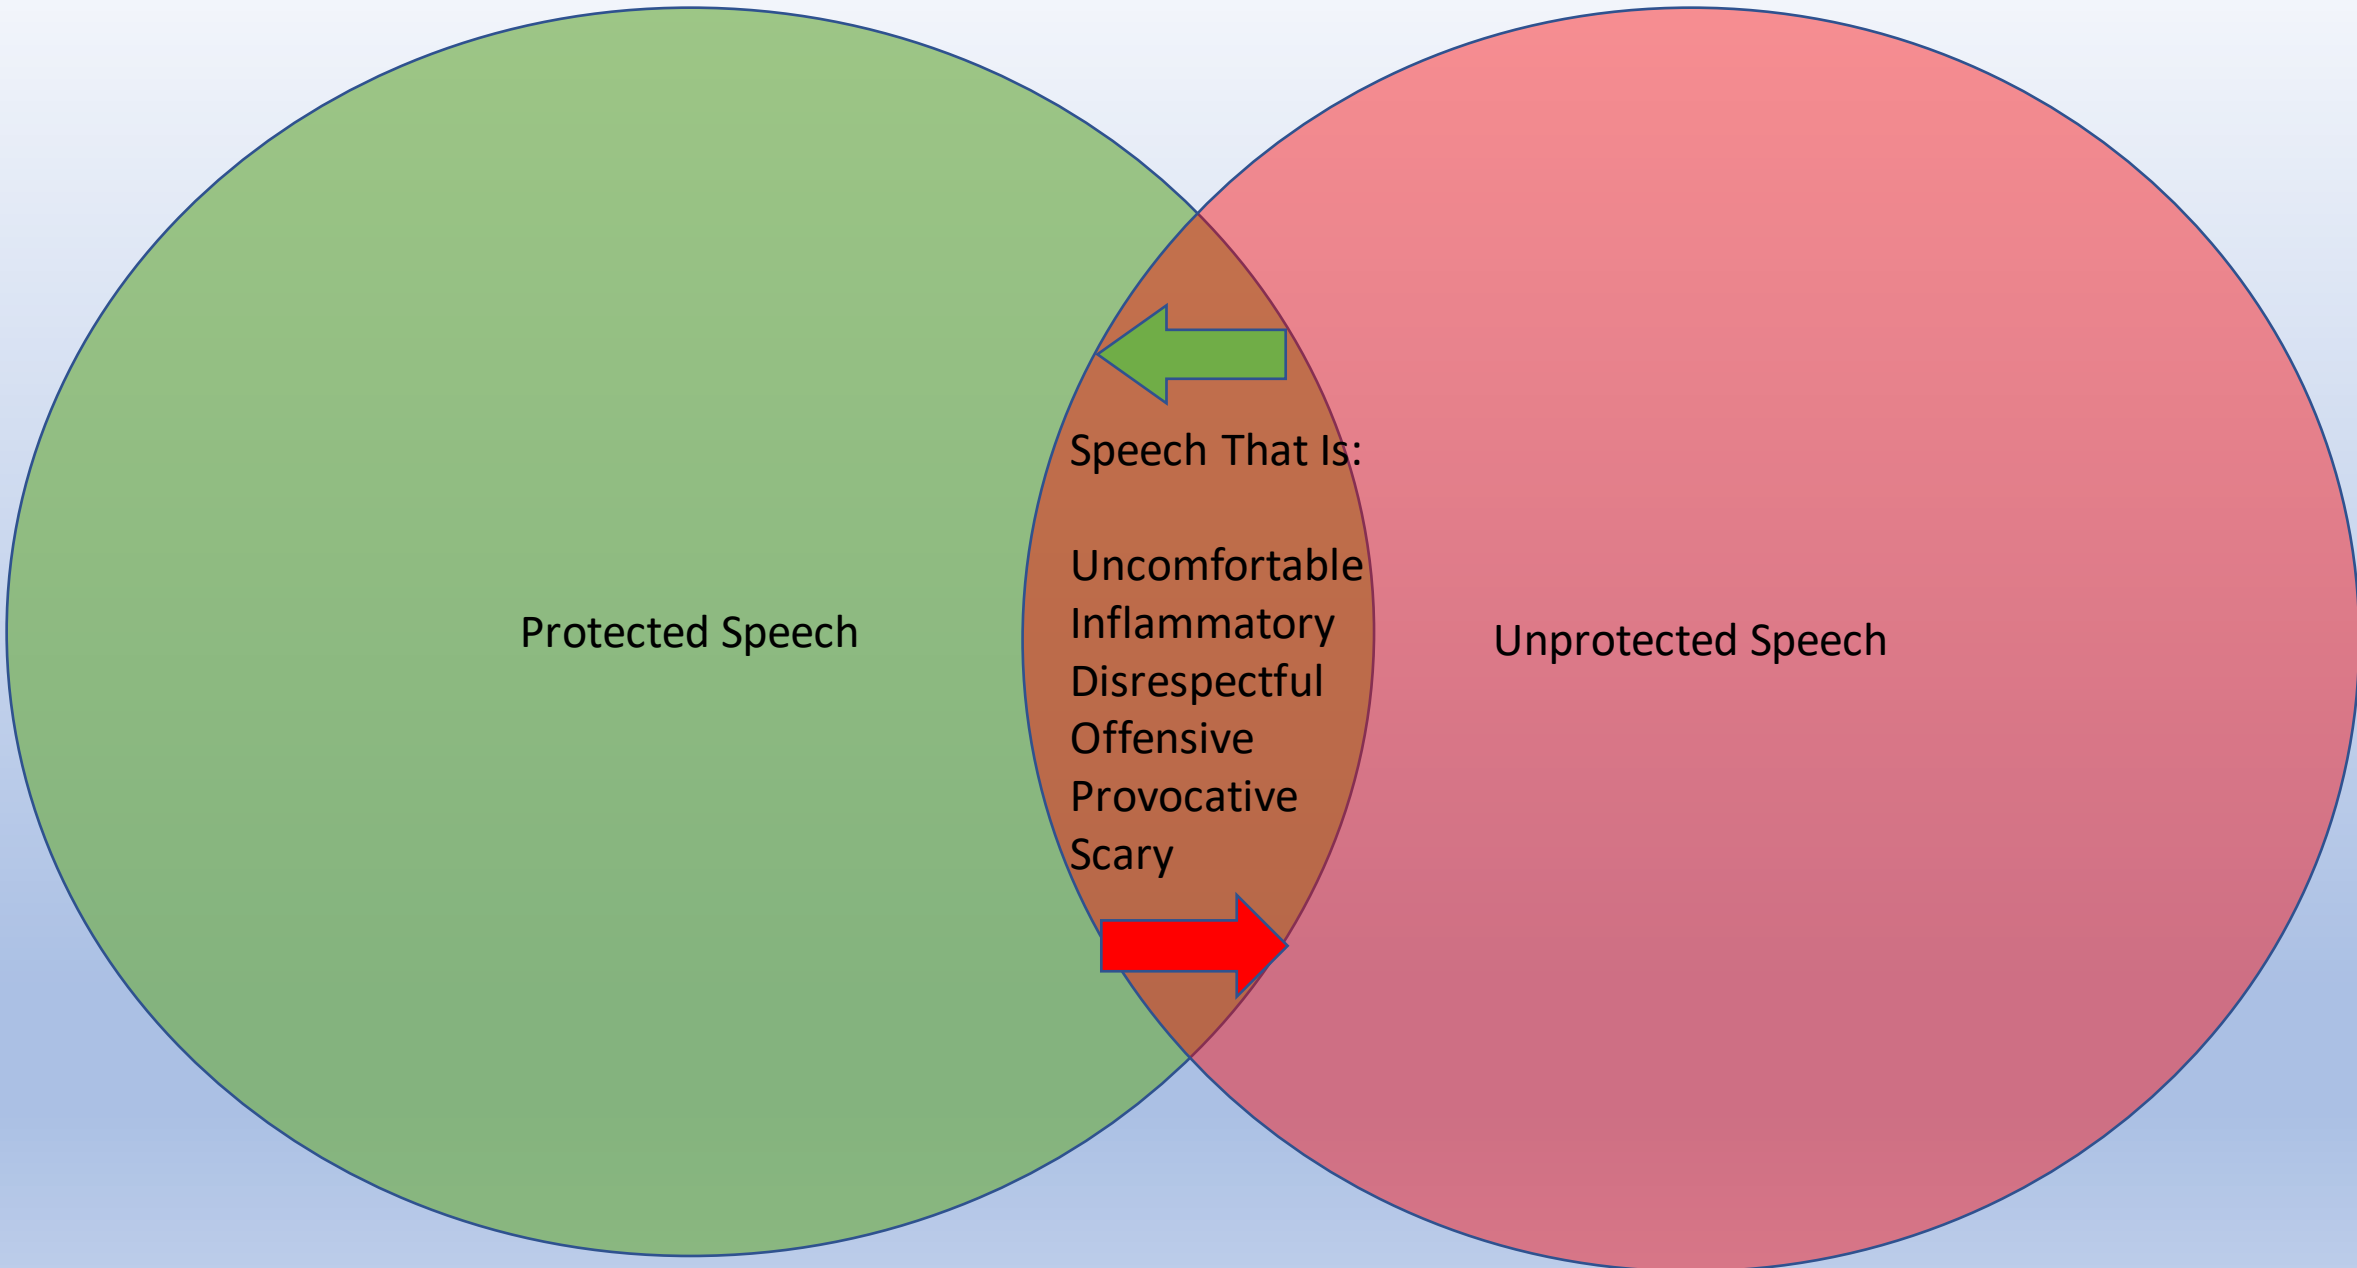 Protected Speech
Speech That Is:
Uncomfortable
Inflammatory
Disrespectful
Offensive
Provocative
Scary
Unprotected Speech